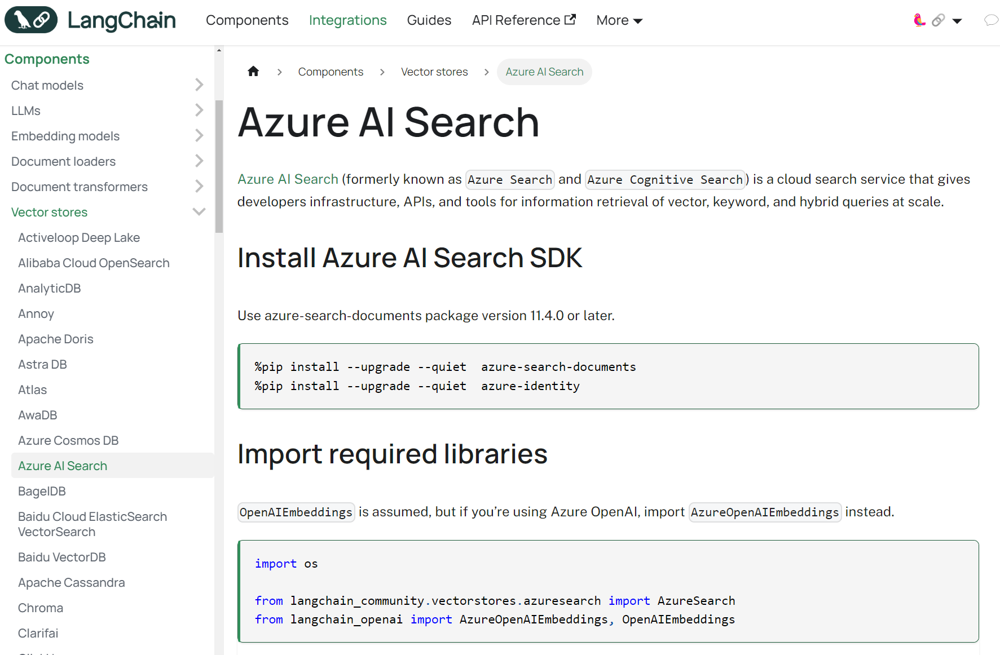 LangChain
Components
Integrations
Guides
API Reference
More
Components
Chat models
LLMs
Embedding models
Document loaders
Document transformers
Vector stores
Activeloop Deep Lake
Alibaba Cloud OpenSearch
AnalyticDB
Annoy
Apache Doris
Astra DB
Atlas
AwaDB
Azure Cosmos DB
Azure AI Search
BagelDB
Baidu Cloud ElasticSearch
VectorSearch
Baidu VectorDB
Apache Cassandra
Chroma
Clarifai
Components
Vector stores
Azure AI Search
Azure AI Search
Azure AI Search (formerly known as Azure Search and Azure Cognitive Search) is a cloud search service that gives
developers infrastructure, APIs, and tools for information retrieval of vector, keyword, and hybrid queries at scale.
Install Azure AI Search SDK
Use azure-search-documents package version 11.4.0 or later.
%pip install --upgrade --quiet  azure-search-documents
%pip install --upgrade --quiet  azure-identity
Import required libraries
OpenAIEmbeddings is assumed, but if you’re using Azure OpenAI, import AzureOpenAIEmbeddings instead.
import os
from langchain_community.vectorstores.azuresearch import AzureSearch
from langchain_openai import AzureOpenAIEmbeddings, OpenAIEmbeddings